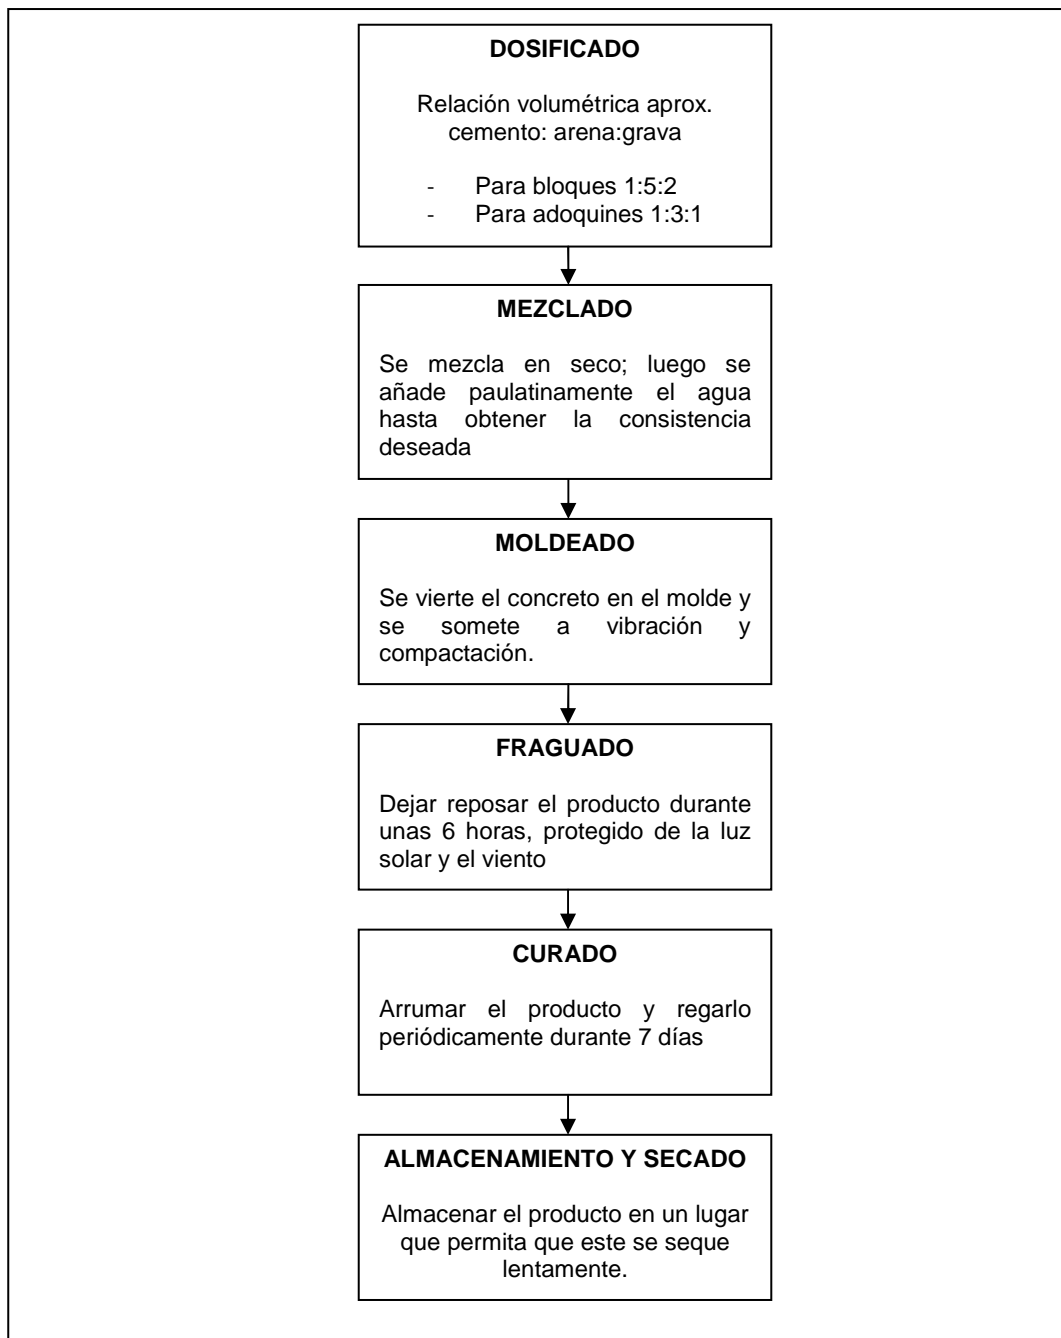 DOSIFICADO
Relación volumétrica aprox.
cemento: arena:grava
- Para bloques 1:5:2
- Para adoquines 1:3:1
MEZCLADO
Se mezcla en seco; luego se
añade paulatinamente el agua
hasta obtener la consistencia
deseada
MOLDEADO
Se vierte el concreto en el molde y
se somete a vibración y
compactación.
FRAGUADO
Dejar reposar el producto durante
unas 6 horas, protegido de la luz
solar y el viento
CURADO
Arrumar el producto y regarlo
periódicamente durante 7 días
ALMACENAMIENTO Y SECADO
Almacenar el producto en un lugar
que permita que este se seque
lentamente.